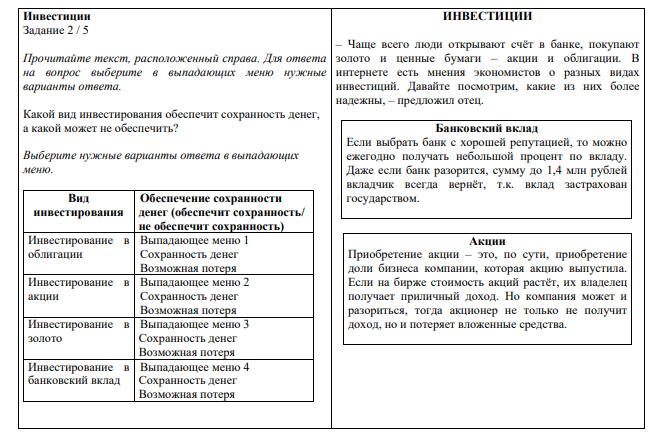 Инвестиции
Задание 2 / 5
Прочитайте текст, расположенный справа. Для ответа
на вопрос выберите в выпадающих меню нужные
варианты ответа.
Какой вид инвестирования обеспечит сохранность денег,
а какой может не обеспечить?
Выберите нужные варианты ответа в выпадающих
меню.
Вид
инвестирования
Обеспечение сохранности
денег (обеспечит сохранность/
не обеспечит сохранность)
Инвестирование в
облигации
Выпадающее меню 1
Сохранность денег
Возможная потеря
Инвестирование в
акции
Выпадающее меню 2
Сохранность денег
Возможная потеря
Инвестирование в
золото
Выпадающее меню 3
Сохранность денег
Возможная потеря
Инвестирование в
банковский вклад
Выпадающее меню 4
Сохранность денег
Возможная потеря
ИНВЕСТИЦИИ
– Чаще всего люди открывают счёт в банке, покупают
золото и ценные бумаги – акции и облигации. В
интернете есть мнения экономистов о разных видах
инвестиций. Давайте посмотрим, какие из них более
надежны, – предложил отец.
Банковский вклад
Если выбрать банк с хорошей репутацией, то можно
ежегодно получать небольшой процент по вкладу.
Даже если банк разорится, сумму до 1,4 млн рублей
вкладчик всегда вернёт, т.к. вклад застрахован
государством.
Акции
Приобретение акции – это, по сути, приобретение
доли бизнеса компании, которая акцию выпустила.
Если на бирже стоимость акций растёт, их владелец
получает приличный доход. Но компания может и
разориться, тогда акционер не только не получит
доход, но и потеряет вложенные средства.